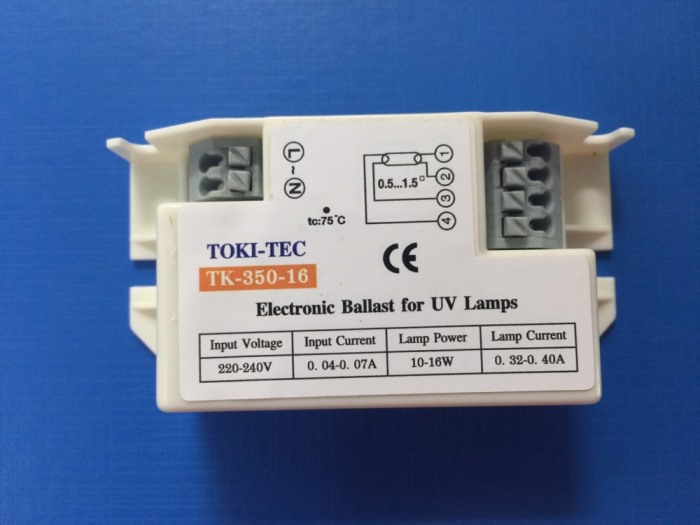 L
~
N
tc:75°C
0.5...1.5□
1
2
3
4
TOKI-TEC
TK-350-16
CE
Electronic Ballast for UV Lamps
Input Voltage Input Current Lamp Power Lamp Current
220-240V 0. 04-0. 07A 10-16W 0. 32-0. 40A